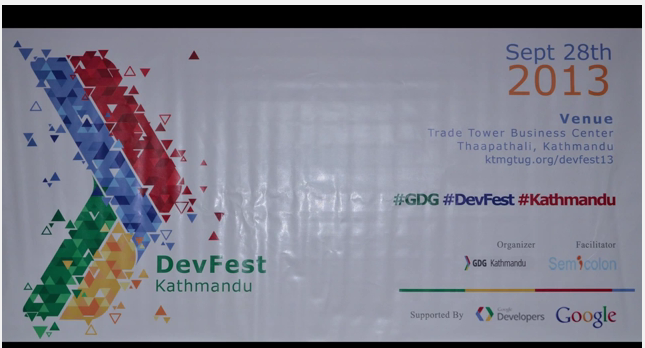 Sept 28th
2013
Venue
Trade Tower Business Center
Thaapathali, Kathmandu
ktmgtug.org/devfest13
#GDG #DevFest #Kathmandu
DevFest
Kathmandu
Organizer
Facilitator
GDG Kathmandu
Semicolon
Supported By
Google
Developers
Google